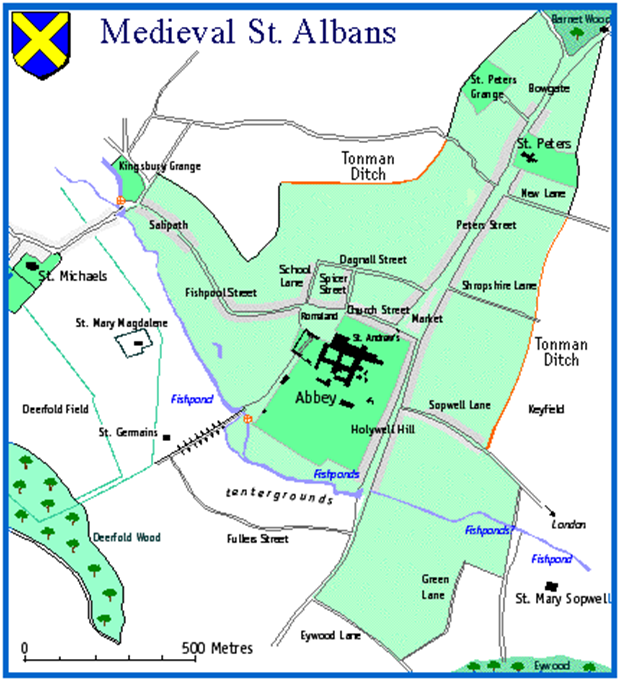 Medieval St. Albans
Barnet Wood
St. Peters
Grange
Bowgate
St. Peters
Tonman
Ditch
Kingsbury Grange
New Lane
Salipath
Peters Street
Dagnall Street
School
Lane
Spicer
Street
St. Michaels
Fishpool Street
Shropshire Lane
Romeland
Church Street
Market
St. Mary Magdalene
St. Andrew's
Tonman
Ditch
Abbey
Fishpond
Deerfold Field
Sopwell Lane
Keyfield
St. Germains
Holywell Hill
Fishponds
tentergrounds
London
Fishponds?
Deerfold Wood
Fullers Street
Fishpond
Green
Lane
St. Mary Sopwell
Eywood Lane
0 500 Metres
Eywood